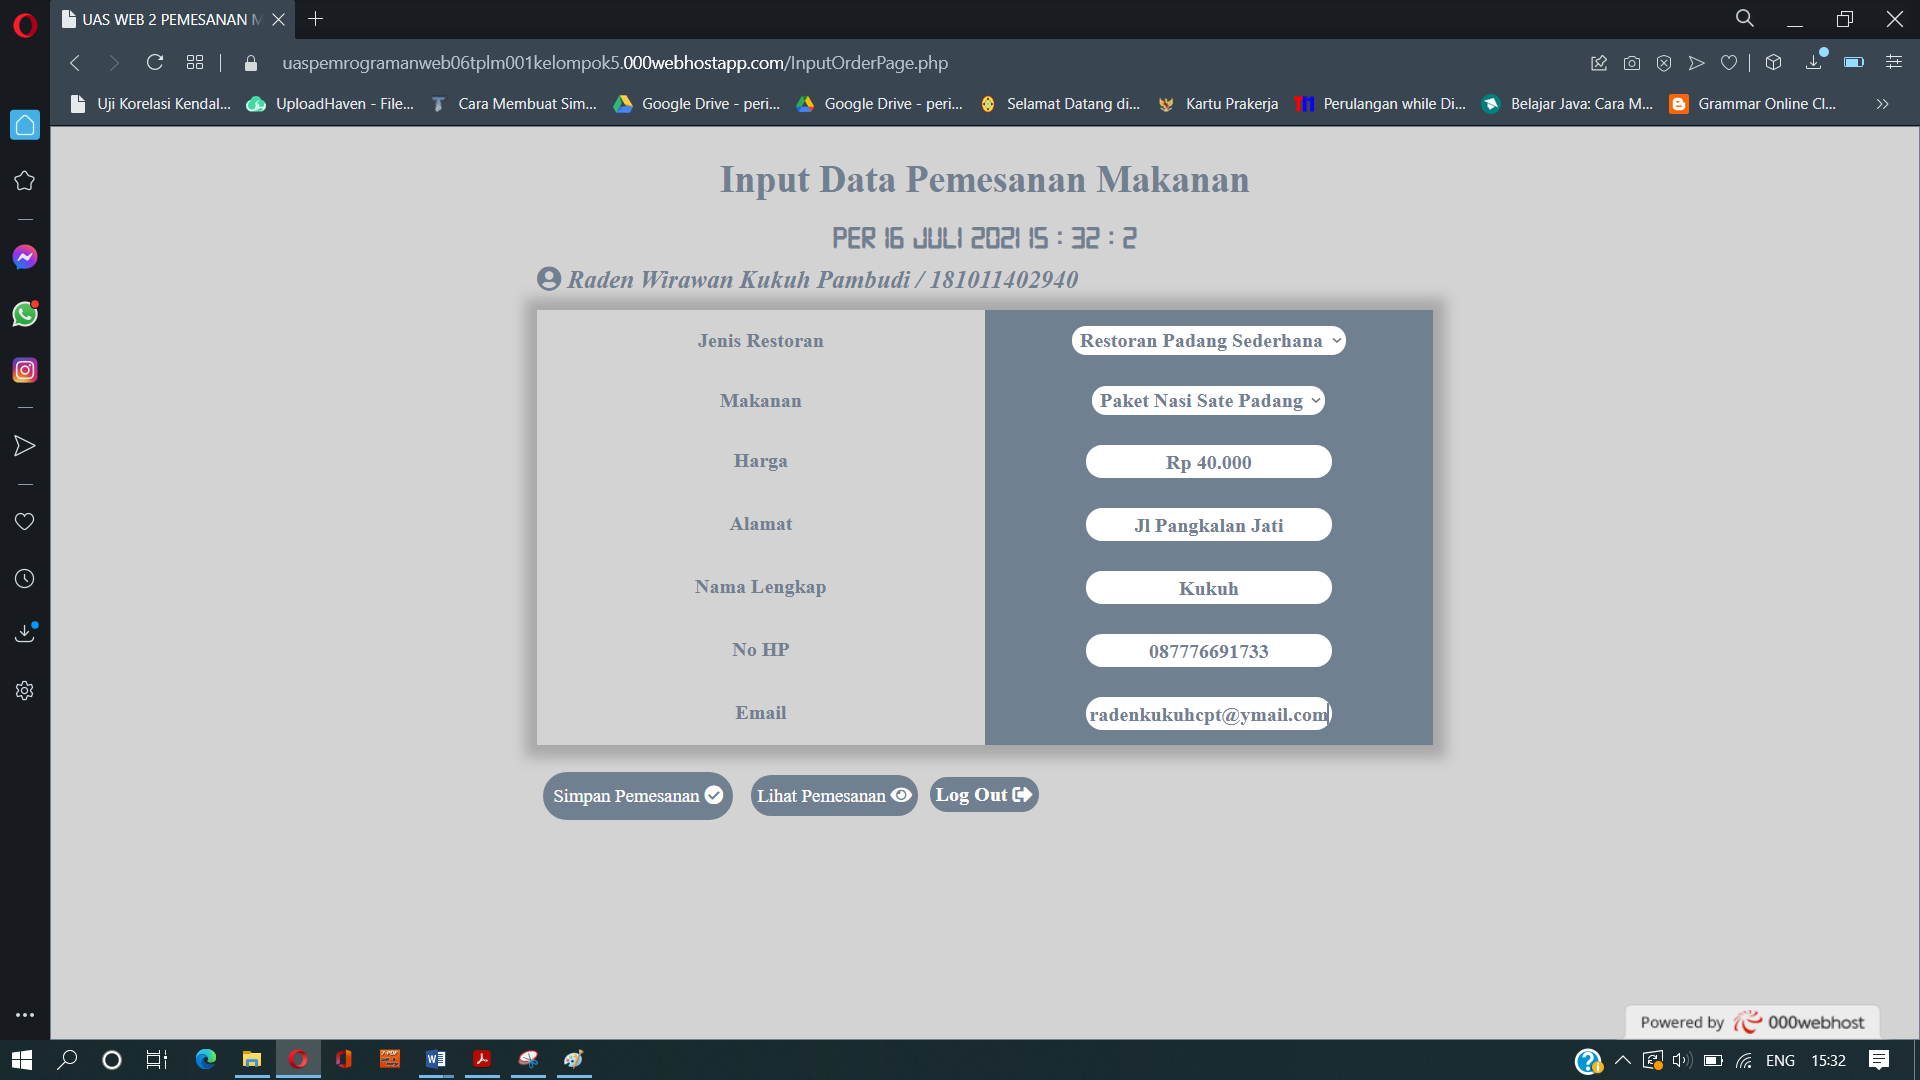 UAS WEB 2 PEMESANAN M
uaspemrogramanweb06tplm001kelompok5.000webhostapp.com/InputOrderPage.php
Uji Korelasi Kendal... UploadHaven - File... Cara Membuat Sim... Google Drive - peri... Google Drive - peri... Selamat Datang di... Kartu Prakerja Perulangan while Di... Belajar Java: Cara M... Grammar Online Cl...
Input Data Pemesanan Makanan
PER 16 JULI 2021 15 : 32 : 2
Raden Wirawan Kukuh Pambudi / 181011402940
Jenis Restoran Restoran Padang Sederhana
Makanan Paket Nasi Sate Padang
Harga Rp 40.000
Alamat Jl Pangkalan Jati
Nama Lengkap Kukuh
No HP 087776691733
Email radenkukuhcpt@ymail.com
Simpan Pemesanan Lihat Pemesanan Log Out
Powered by 000webhost
ENG 15:32